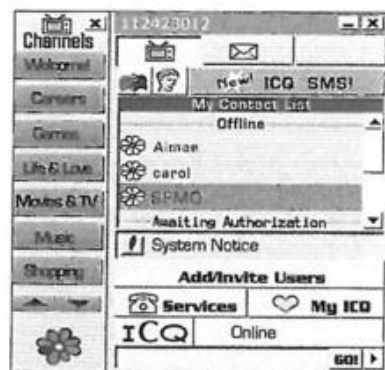 Channels
Welcome!
Careers
Games
Life & Love
Movies & TV
Music
Shopping
112423012
New! ICQ SMS!
My Contact List
Offline
Aimee
carol
SPMO
Awaiting Authorization
System Notice
Add/Invite Users
Services
My ICQ
ICQ
Online
GO!